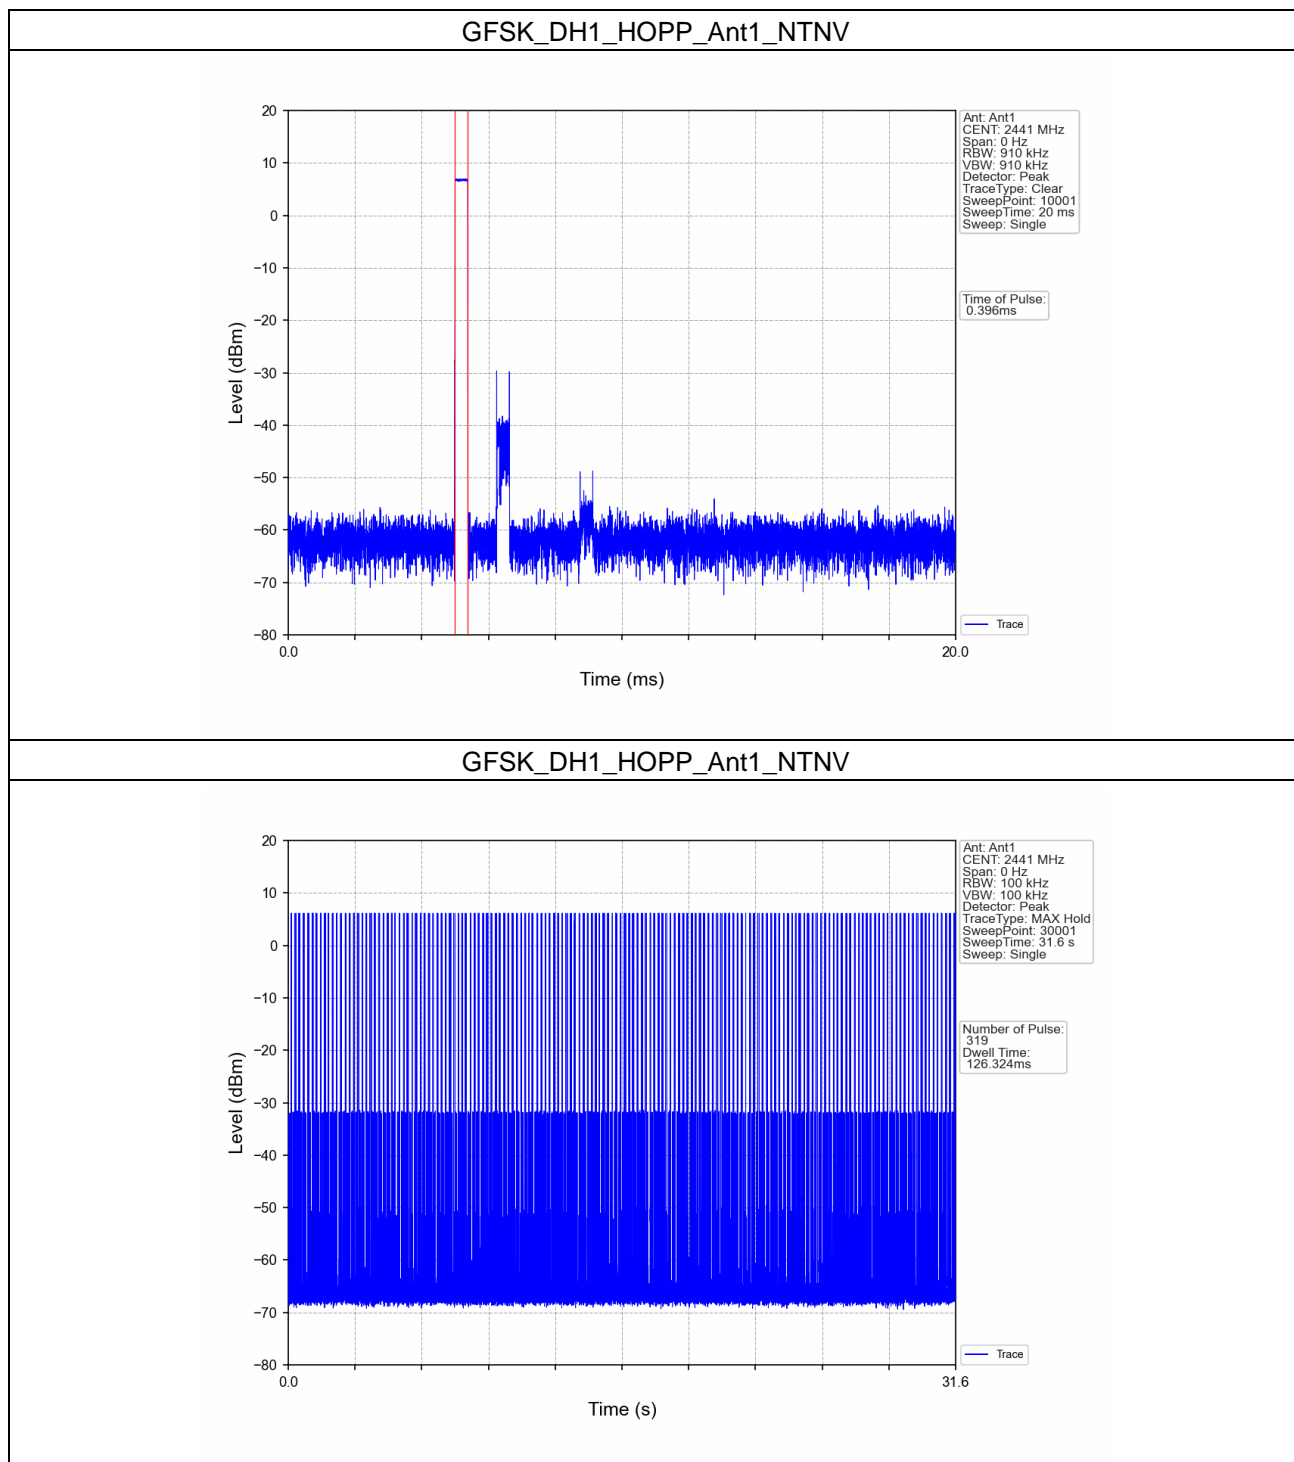 GFSK_DH1_HOPP_Ant1_NTNV
20
10
0
−10
−20
−30
−40
−50
−60
−70
−80
Level (dBm)
0.0
20.0
Time (ms)
Ant: Ant1
CENT: 2441 MHz
Span: 0 Hz
RBW: 910 kHz
VBW: 910 kHz
Detector: Peak
TraceType: Clear
SweepPoint: 10001
SweepTime: 20 ms
Sweep: Single
Time of Pulse:
0.396ms
Trace
GFSK_DH1_HOPP_Ant1_NTNV
20
10
0
−10
−20
−30
−40
−50
−60
−70
−80
Level (dBm)
0.0
31.6
Time (s)
Ant: Ant1
CENT: 2441 MHz
Span: 0 Hz
RBW: 100 kHz
VBW: 100 kHz
Detector: Peak
TraceType: MAX Hold
SweepPoint: 30001
SweepTime: 31.6 s
Sweep: Single
Number of Pulse:
319
Dwell Time:
126.324ms
Trace